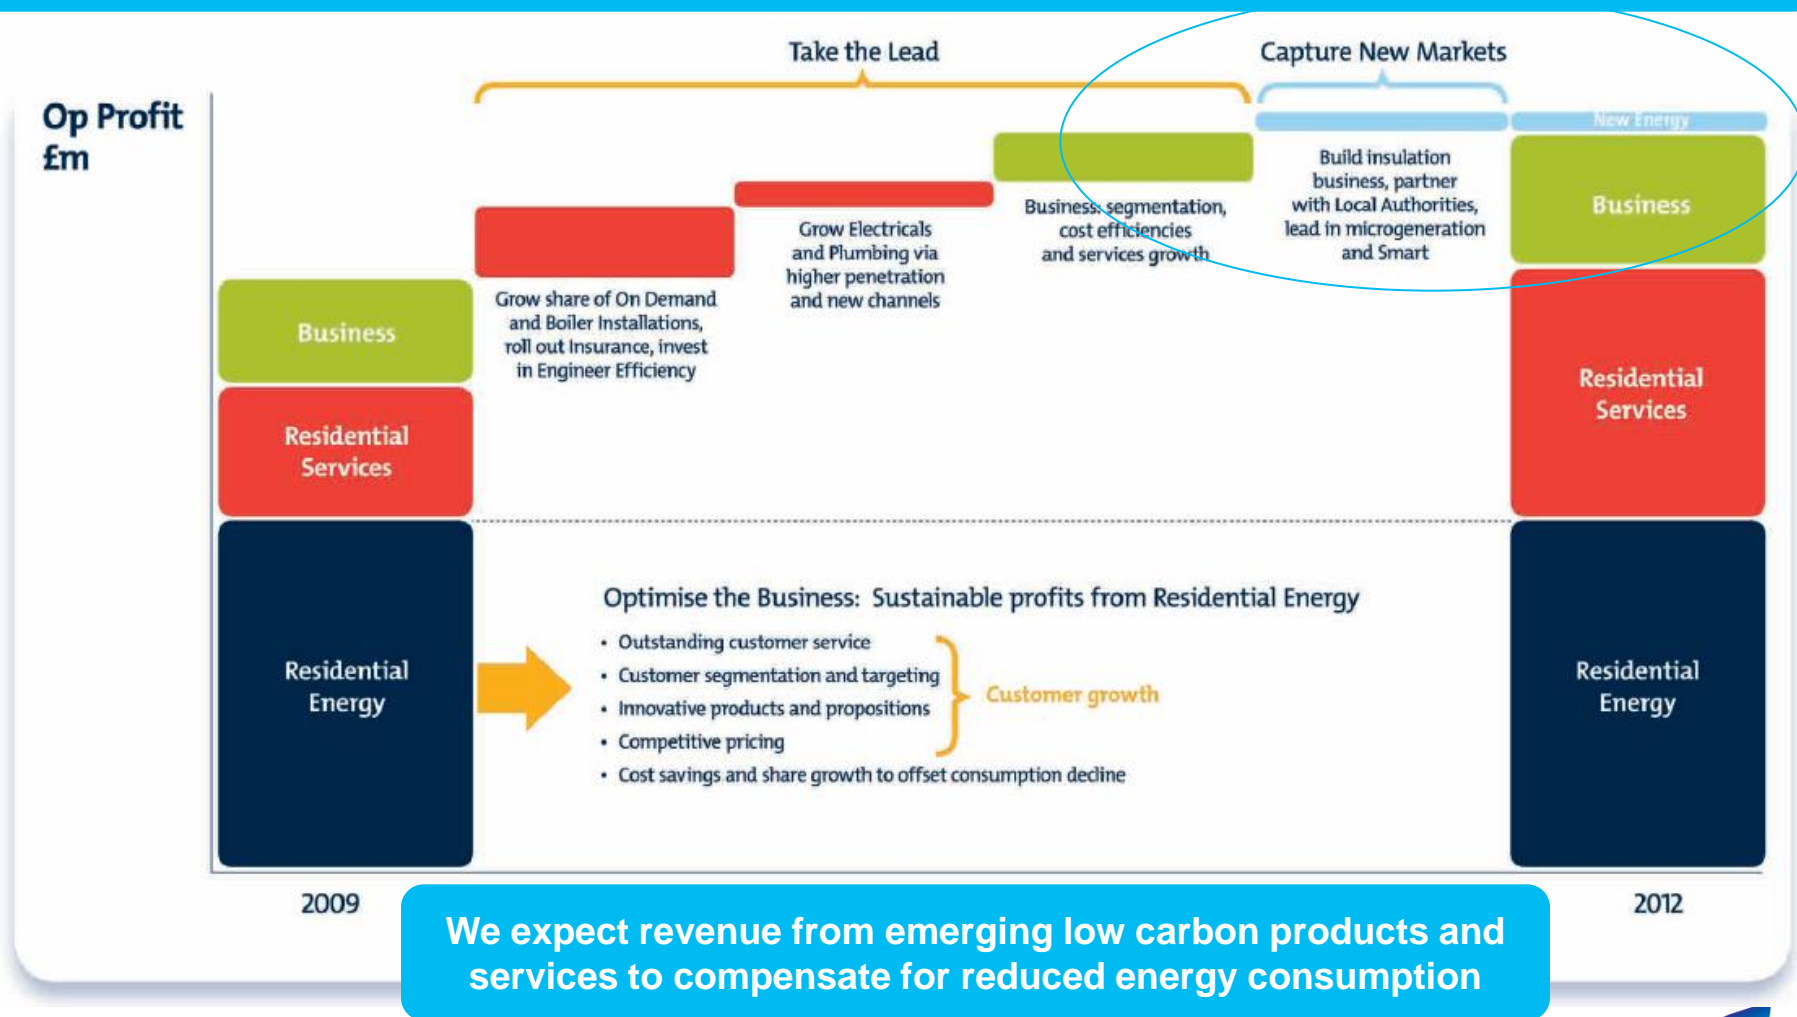 Take the Lead
Capture New Markets
Op Profit
£m
New Energy
Build insulation
business, partner
with Local Authorities,
lead in microgeneration
and Smart
Business
Business: segmentation,
cost efficiencies
and services growth
Grow Electricals
and Plumbing via
higher penetration
and new channels
Grow share of On Demand
and Boiler Installations,
roll out Insurance, invest
in Engineer Efficiency
Business
Residential
Services
Residential
Services
Optimise the Business: Sustainable profits from Residential Energy
• Outstanding customer service
• Customer segmentation and targeting
• Innovative products and propositions
• Competitive pricing
• Cost savings and share growth to offset consumption decline
Customer growth
Residential
Energy
Residential
Energy
2009
2012
We expect revenue from emerging low carbon products and
services to compensate for reduced energy consumption